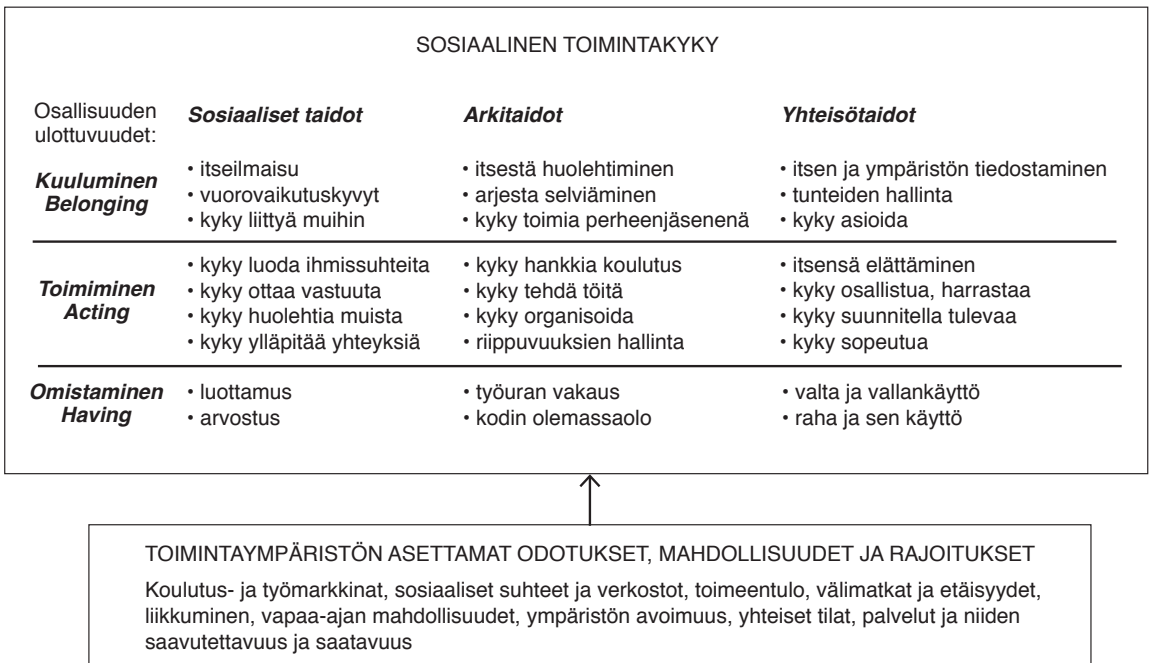 SOSIAALINEN TOIMINTAKYKY
Osallisuuden
ulottuvuudet:
Sosiaaliset taidot
Arkitaidot
Yhteisötaidot
Kuuluminen
Belonging
• itseilmaisu
• vuorovaikutuskyvyt
• kyky liittyä muihin
• itsestä huolehtiminen
• arjesta selviäminen
• kyky toimia perheenjäsenenä
• itsen ja ympäristön tiedostaminen
• tunteiden hallinta
• kyky asioida
Toimiminen
Acting
• kyky luoda ihmissuhteita
• kyky ottaa vastuuta
• kyky huolehtia muista
• kyky ylläpitää yhteyksiä
• kyky hankkia koulutus
• kyky tehdä töitä
• kyky organisoida
• riippuvuuksien hallinta
• itsensä elättäminen
• kyky osallistua, harrastaa
• kyky suunnitella tulevaa
• kyky sopeutua
Omistaminen
Having
• luottamus
• arvostus
• työuran vakaus
• kodin olemassaolo
• valta ja vallankäyttö
• raha ja sen käyttö
TOIMINTAYMPÄRISTÖN ASETTAMAT ODOTUKSET, MAHDOLLISUUDET JA RAJOITUKSET
Koulutus- ja työmarkkinat, sosiaaliset suhteet ja verkostot, toimeentulo, välimatkat ja etäisyydet,
liikkuminen, vapaa-ajan mahdollisuudet, ympäristön avoimuus, yhteiset tilat, palvelut ja niiden
saavutettavuus ja saatavuus